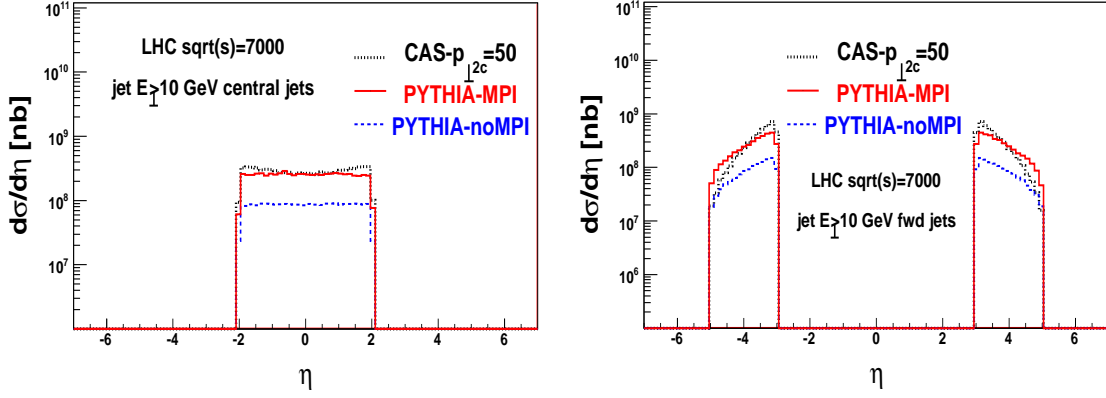 10^11
LHC sqrt(s)=7000
CAS-p⊥2c=50
10^10
jet E⊥>10 GeV central jets
PYTHIA-MPI
10^9
PYTHIA-noMPI
10^8
10^7
dσ/dη [nb]
-6 -4 -2 0 2 4 6
η
10^11
CAS-p⊥2c=50
10^10
PYTHIA-MPI
10^9
PYTHIA-noMPI
10^8
LHC sqrt(s)=7000
10^7
jet E⊥>10 GeV fwd jets
10^6
dσ/dη [nb]
-6 -4 -2 0 2 4 6
η